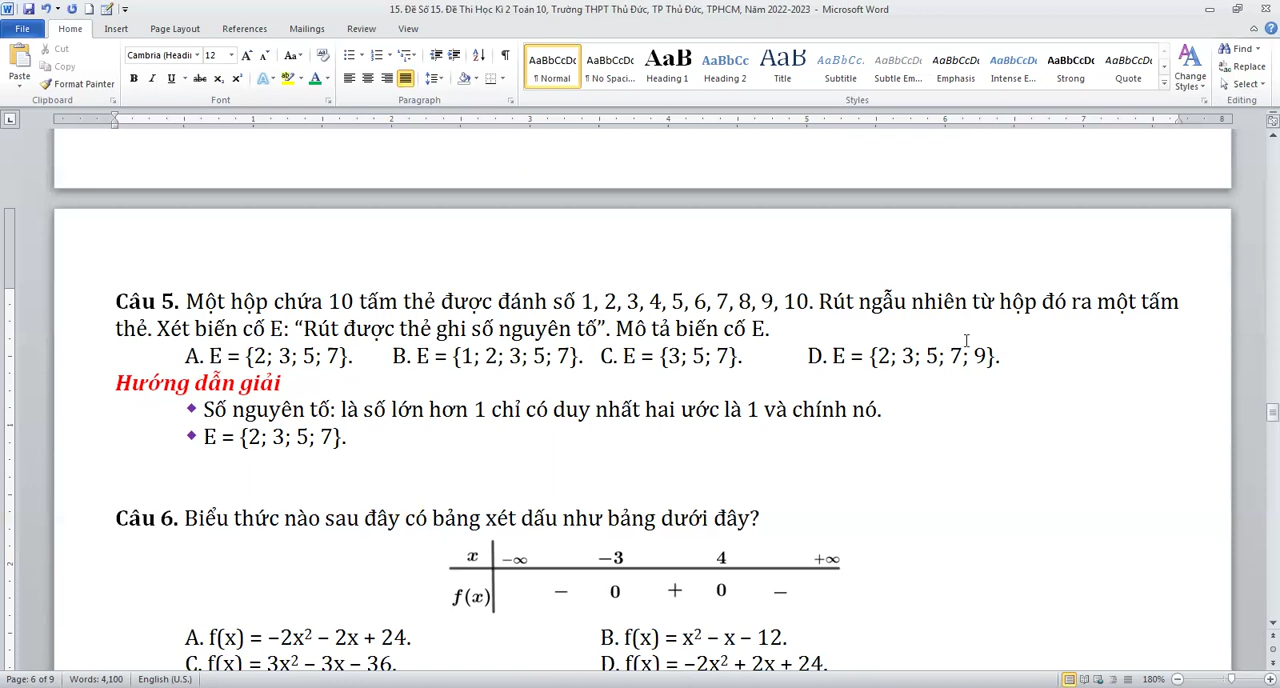 15. Đề Số 15. Đề Thi Học Kì 2 Toán 10, Trường THPT Thủ Đức, TP Thủ Đức, TPHCM, Năm 2022-2023 - Microsoft Word
File Home Insert Page Layout References Mailings Review View
Cut
Copy
Format Painter
Paste
Clipboard
Cambria (Headi 12
Font
Paragraph
AaBbCcDc AaBbCcDc AaB AaBbCc AaB AaBbCc. AaBbCcDc AaBbCcDc AaBbCcDc AaBbCcDc AaBbCcDc
¶ Normal ¶ No Spaci... Heading 1 Heading 2 Title Subtitle Subtle Em... Emphasis Intense E... Strong Quote
Styles
Change Styles
Find
Replace
Select
Editing
1 2 3 4 5 6 7 8
Câu 5. Một hộp chứa 10 tấm thẻ được đánh số 1, 2, 3, 4, 5, 6, 7, 8, 9, 10. Rút ngẫu nhiên từ hộp đó ra một tấm
thẻ. Xét biến cố E: “Rút được thẻ ghi số nguyên tố”. Mô tả biến cố E.
A. E = {2; 3; 5; 7}. B. E = {1; 2; 3; 5; 7}. C. E = {3; 5; 7}. D. E = {2; 3; 5; 7; 9}.
Hướng dẫn giải
Số nguyên tố: là số lớn hơn 1 chỉ có duy nhất hai ước là 1 và chính nó.
E = {2; 3; 5; 7}.
Câu 6. Biểu thức nào sau đây có bảng xét dấu như bảng dưới đây?
x −∞ −3 4 +∞
f(x) − 0 + 0 −
A. f(x) = −2x² − 2x + 24. B. f(x) = x² − x − 12.
C. f(x) = 3x² − 3x − 36. D. f(x) = −2x² + 2x + 24.
Page: 6 of 9 Words: 4,100 English (U.S.) 180%